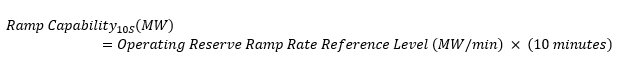 Ramp Capability₁₀S(MW)
= Operating Reserve Ramp Rate Reference Level (MW/min) × (10 minutes)